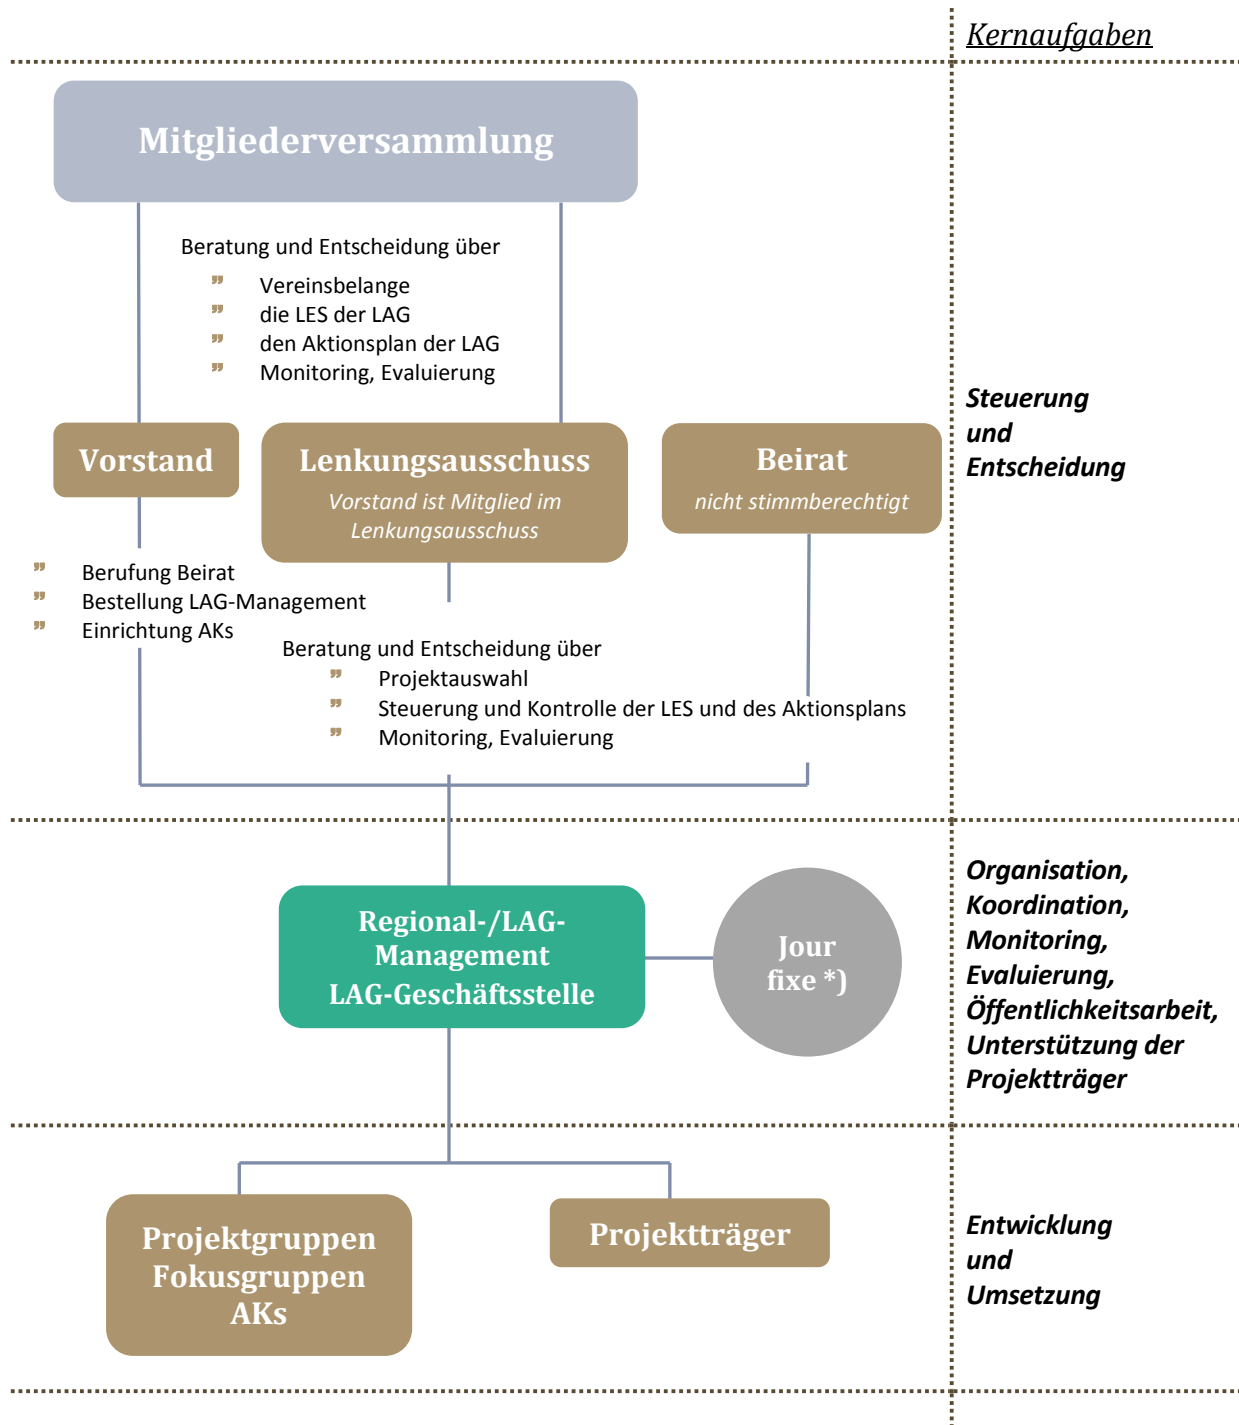 Kernaufgaben
Mitgliederversammlung
Beratung und Entscheidung über
Vereinsbelange
die LES der LAG
den Aktionsplan der LAG
Monitoring, Evaluierung
Steuerung
und
Entscheidung
Vorstand
Lenkungsausschuss
Vorstand ist Mitglied im
Lenkungsausschuss
Beirat
nicht stimmberechtigt
Berufung Beirat
Bestellung LAG-Management
Einrichtung AKs
Beratung und Entscheidung über
Projektauswahl
Steuerung und Kontrolle der LES und des Aktionsplans
Monitoring, Evaluierung
Regional-/LAG-
Management
LAG-Geschäftsstelle
Jour
fixe *)
Organisation,
Koordination,
Monitoring,
Evaluierung,
Öffentlichkeitsarbeit,
Unterstützung der
Projektträger
Projektgruppen
Fokusgruppen
AKs
Projektträger
Entwicklung
und
Umsetzung